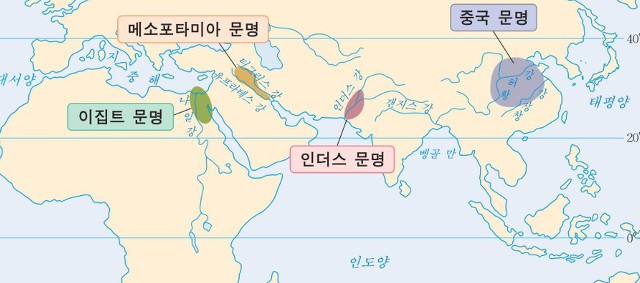 중국 문명
메소포타미아 문명
40°
대서양
지 중 해
티그리스 강
유프라테스 강
인더스 강
갠지스 강
황 허 강
창 강
태평양
나일 강
이집트 문명
20°
인더스 문명
벵골 만
0°
인도양